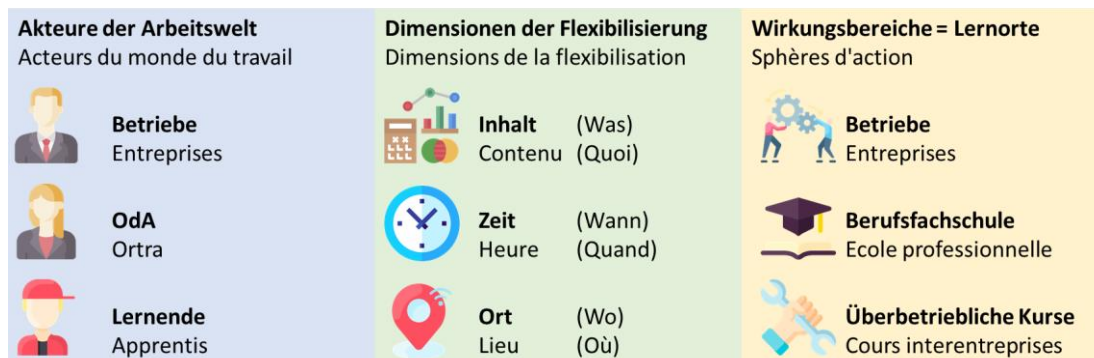 Akteure der Arbeitswelt
Acteurs du monde du travail
Betriebe
Entreprises
OdA
Ortra
Lernende
Apprentis
Dimensionen der Flexibilisierung
Dimensions de la flexibilisation
Inhalt (Was)
Contenu (Quoi)
Zeit (Wann)
Heure (Quand)
Ort (Wo)
Lieu (Où)
Wirkungsbereiche = Lernorte
Sphères d'action
Betriebe
Entreprises
Berufsfachschule
Ecole professionnelle
Überbetriebliche Kurse
Cours interentreprises